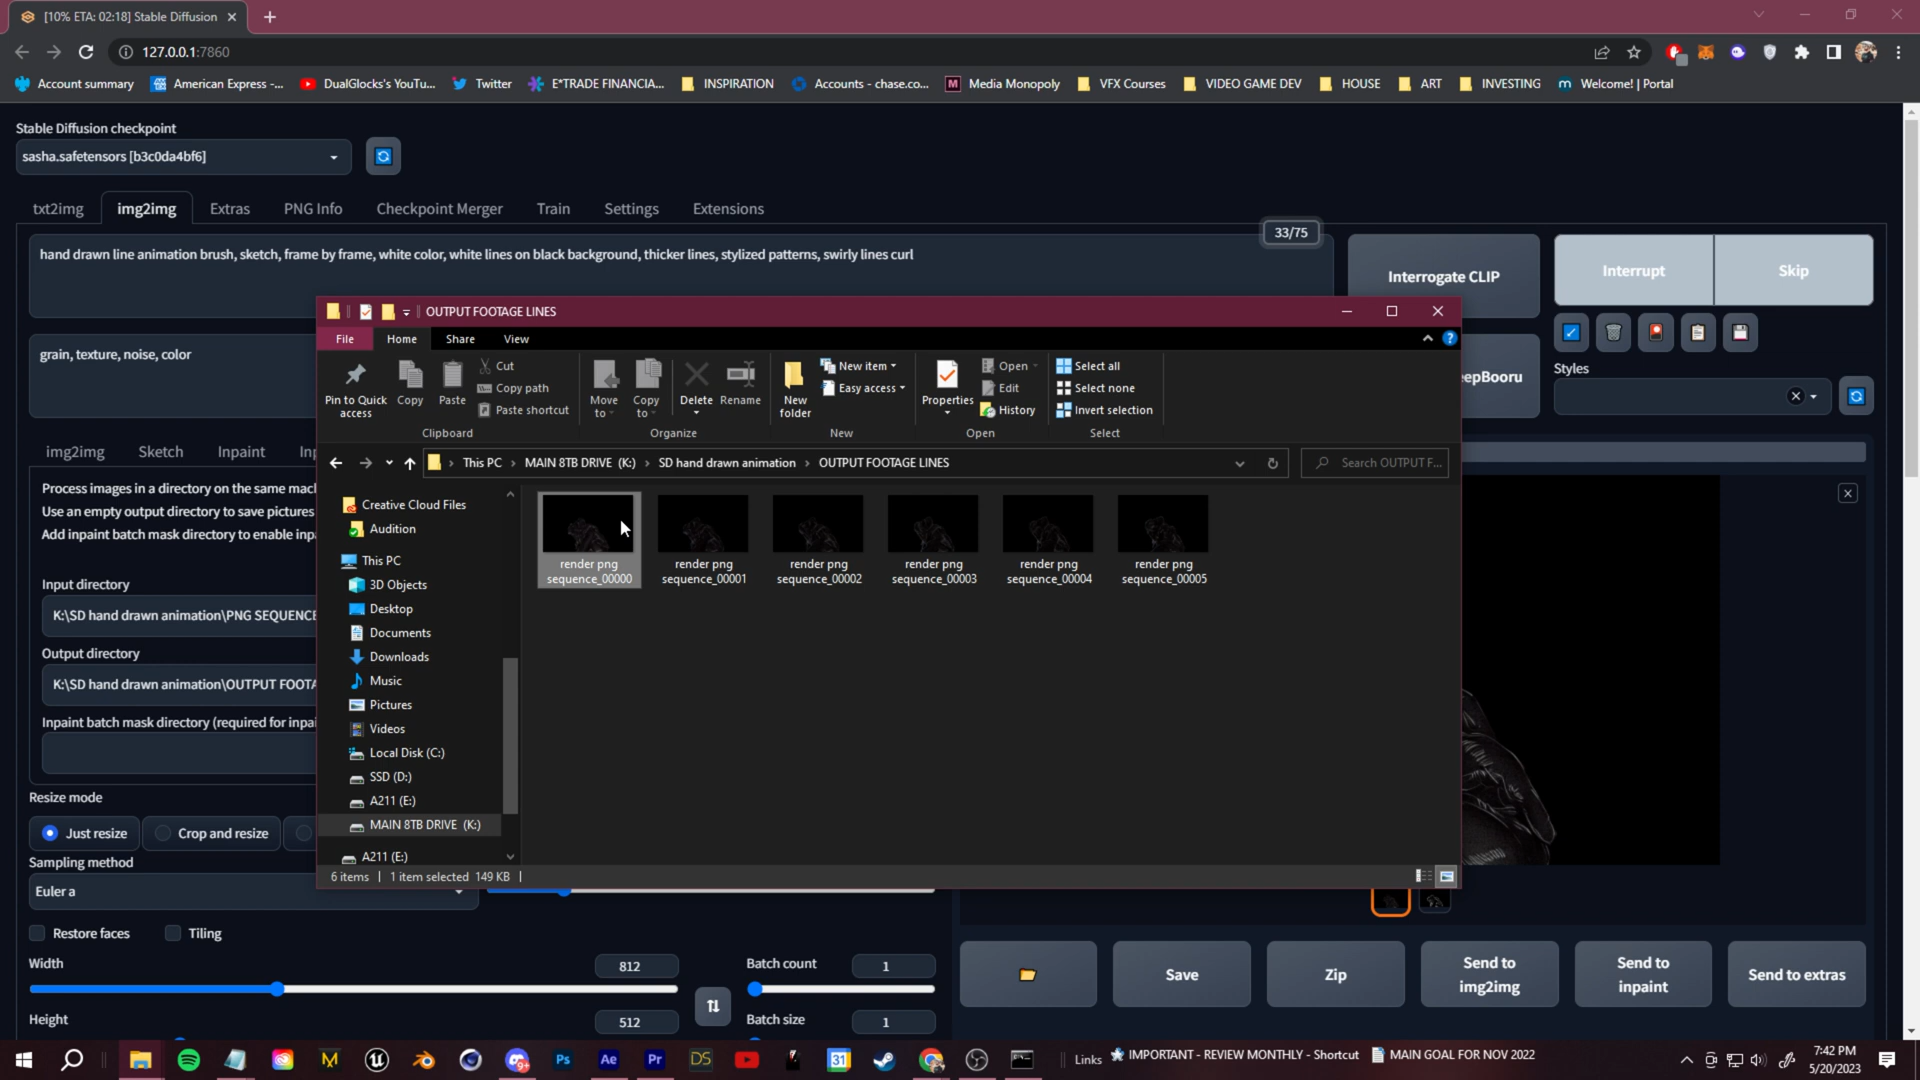 [10% ETA: 02:18] Stable Diffusion
127.0.0.1:7860
Account summary
American Express -...
DualGlocks's YouTu...
Twitter
E*TRADE FINANCIA...
INSPIRATION
Accounts - chase.co...
Media Monopoly
VFX Courses
VIDEO GAME DEV
HOUSE
ART
INVESTING
Welcome! | Portal
Stable Diffusion checkpoint
sasha.safetensors [b3c0da4bf6]
txt2img
img2img
Extras
PNG Info
Checkpoint Merger
Train
Settings
Extensions
33/75
hand drawn line animation brush, sketch, frame by frame, white color, white lines on black background, thicker lines, stylized patterns, swirly lines curl
Interrogate CLIP
Interrupt
Skip
OUTPUT FOOTAGE LINES
File
Home
Share
View
grain, texture, noise, color
Pin to Quick
access
Copy
Paste
Cut
Copy path
Paste shortcut
Clipboard
Move
to
Copy
to
Delete
Rename
Organize
New
folder
New item
Easy access
New
Properties
Open
Edit
History
Open
Select all
Select none
Invert selection
Select
eepBooru
Styles
img2img
Sketch
Inpaint
Inp
This PC
MAIN 8TB DRIVE (K:)
SD hand drawn animation
OUTPUT FOOTAGE LINES
Search OUTPUT F...
Process images in a directory on the same mac
Use an empty output directory to save pictures
Add inpaint batch mask directory to enable inp
Input directory
K:\SD hand drawn animation\PNG SEQUENCE
Output directory
K:\SD hand drawn animation\OUTPUT FOOTA
Inpaint batch mask directory (required for inpai
Creative Cloud Files
Audition
This PC
3D Objects
Desktop
Documents
Downloads
Music
Pictures
Videos
Local Disk (C:)
SSD (D:)
A211 (E:)
MAIN 8TB DRIVE (K:)
A211 (E:)
render png
sequence_00000
render png
sequence_00001
render png
sequence_00002
render png
sequence_00003
render png
sequence_00004
render png
sequence_00005
6 items
1 item selected 149 KB
Resize mode
Just resize
Crop and resize
Sampling method
Euler a
Restore faces
Tiling
Width
812
Batch count
1
Height
512
Batch size
1
Save
Zip
Send to
img2img
Send to
inpaint
Send to extras
Ps
Ae
Pr
DS
31
Links
IMPORTANT - REVIEW MONTHLY - Shortcut
MAIN GOAL FOR NOV 2022
7:42 PM
5/20/2023